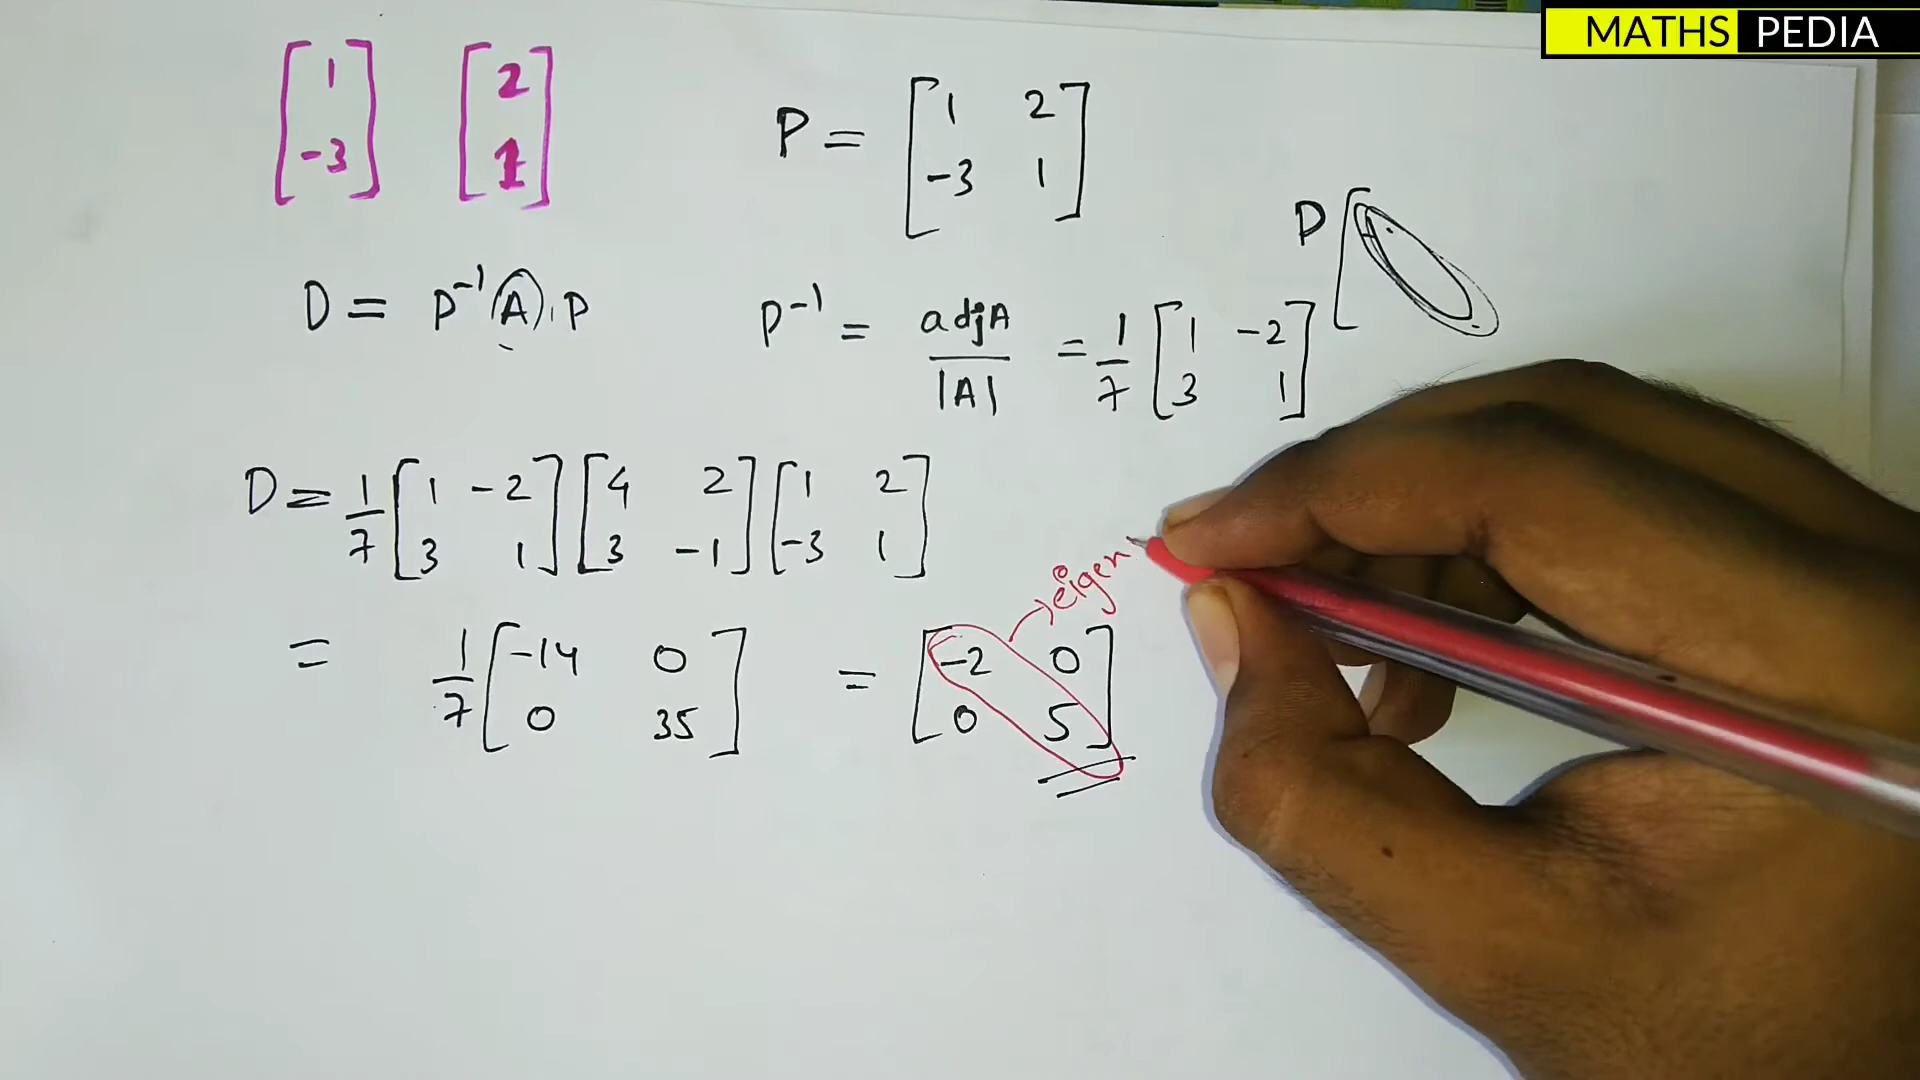 MATHS PEDIA
[1 -3] [2 1] P = [1 2 -3 1]
D [
D = P⁻¹(A).P P⁻¹ = adjA / |A| = 1/7 [1 -2 3 1]
D = 1/7 [1 -2 3 1] [4 2 3 -1] [1 2 -3 1]
→ eigen
= 1/7 [-14 0 0 35] = [-2 0 0 5]